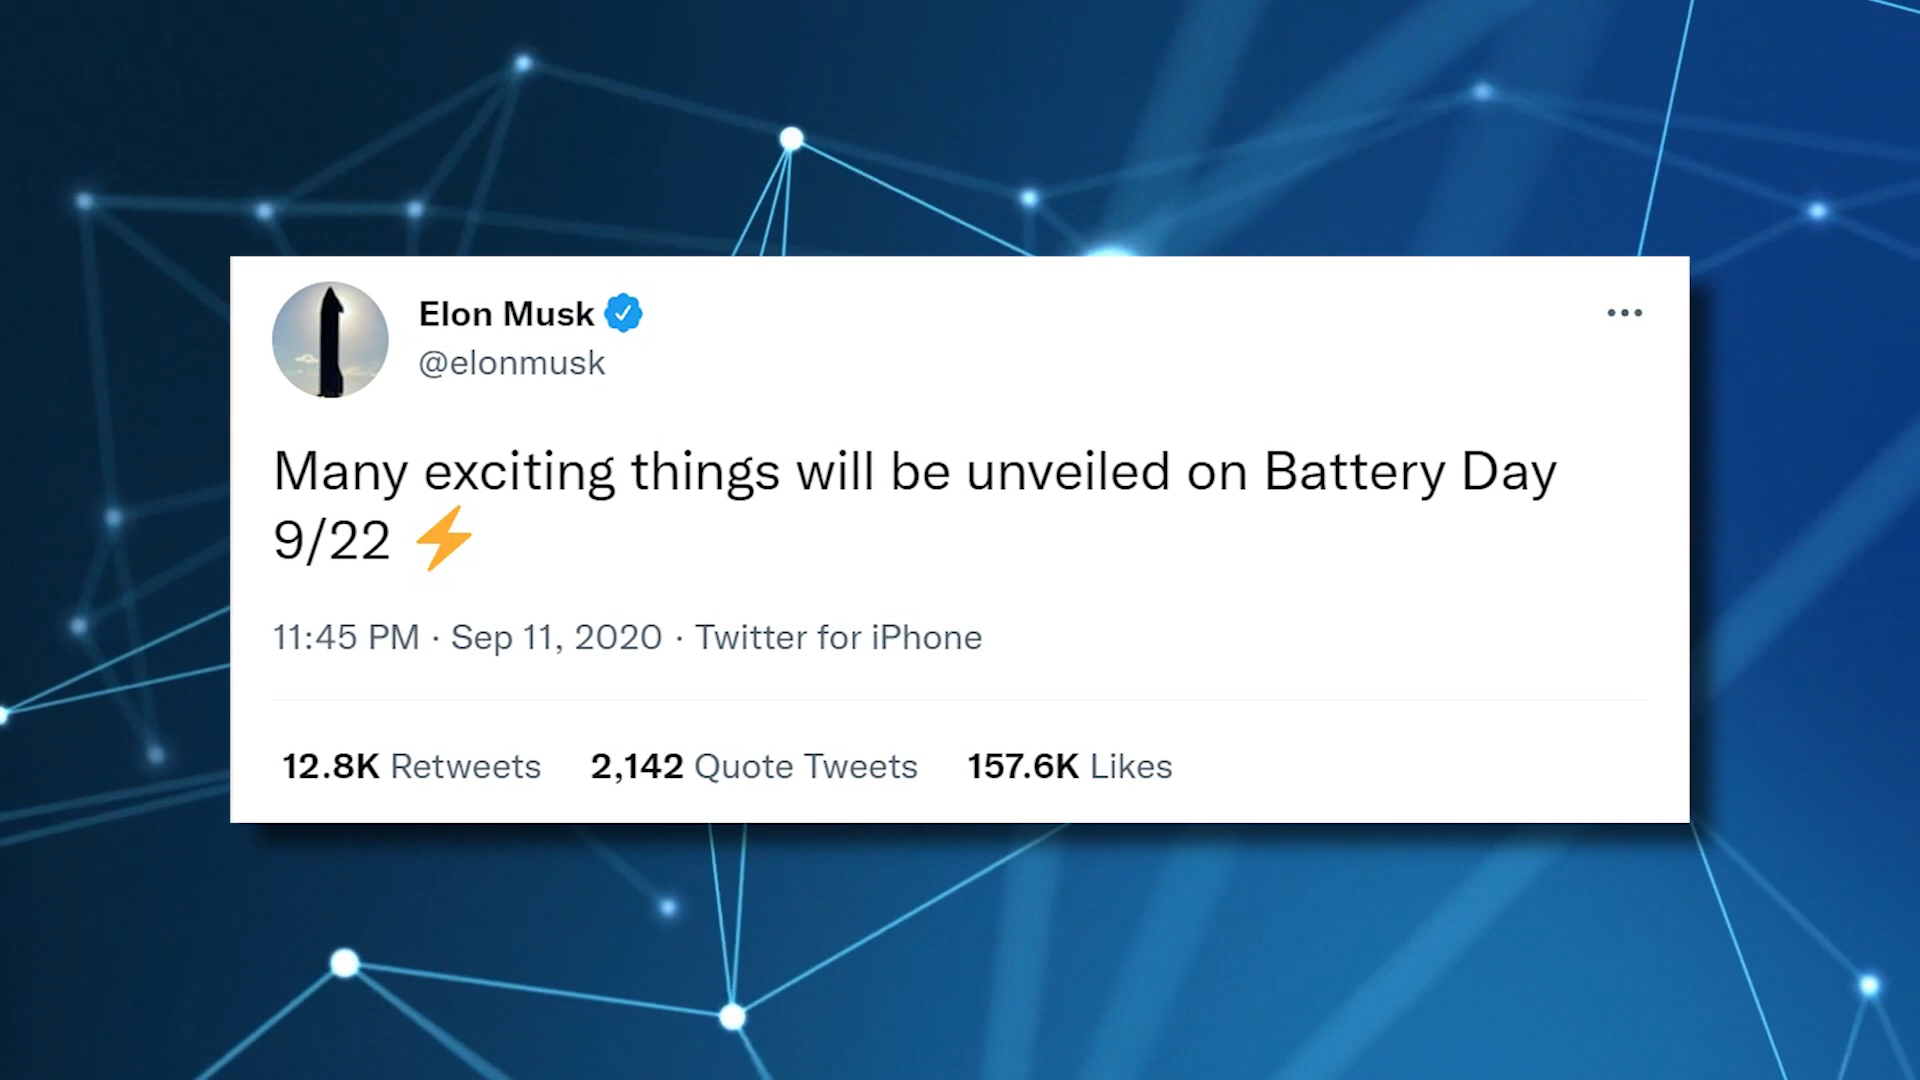 Elon Musk
@elonmusk
Many exciting things will be unveiled on Battery Day
9/22 ⚡
11:45 PM · Sep 11, 2020 · Twitter for iPhone
12.8K Retweets 2,142 Quote Tweets 157.6K Likes